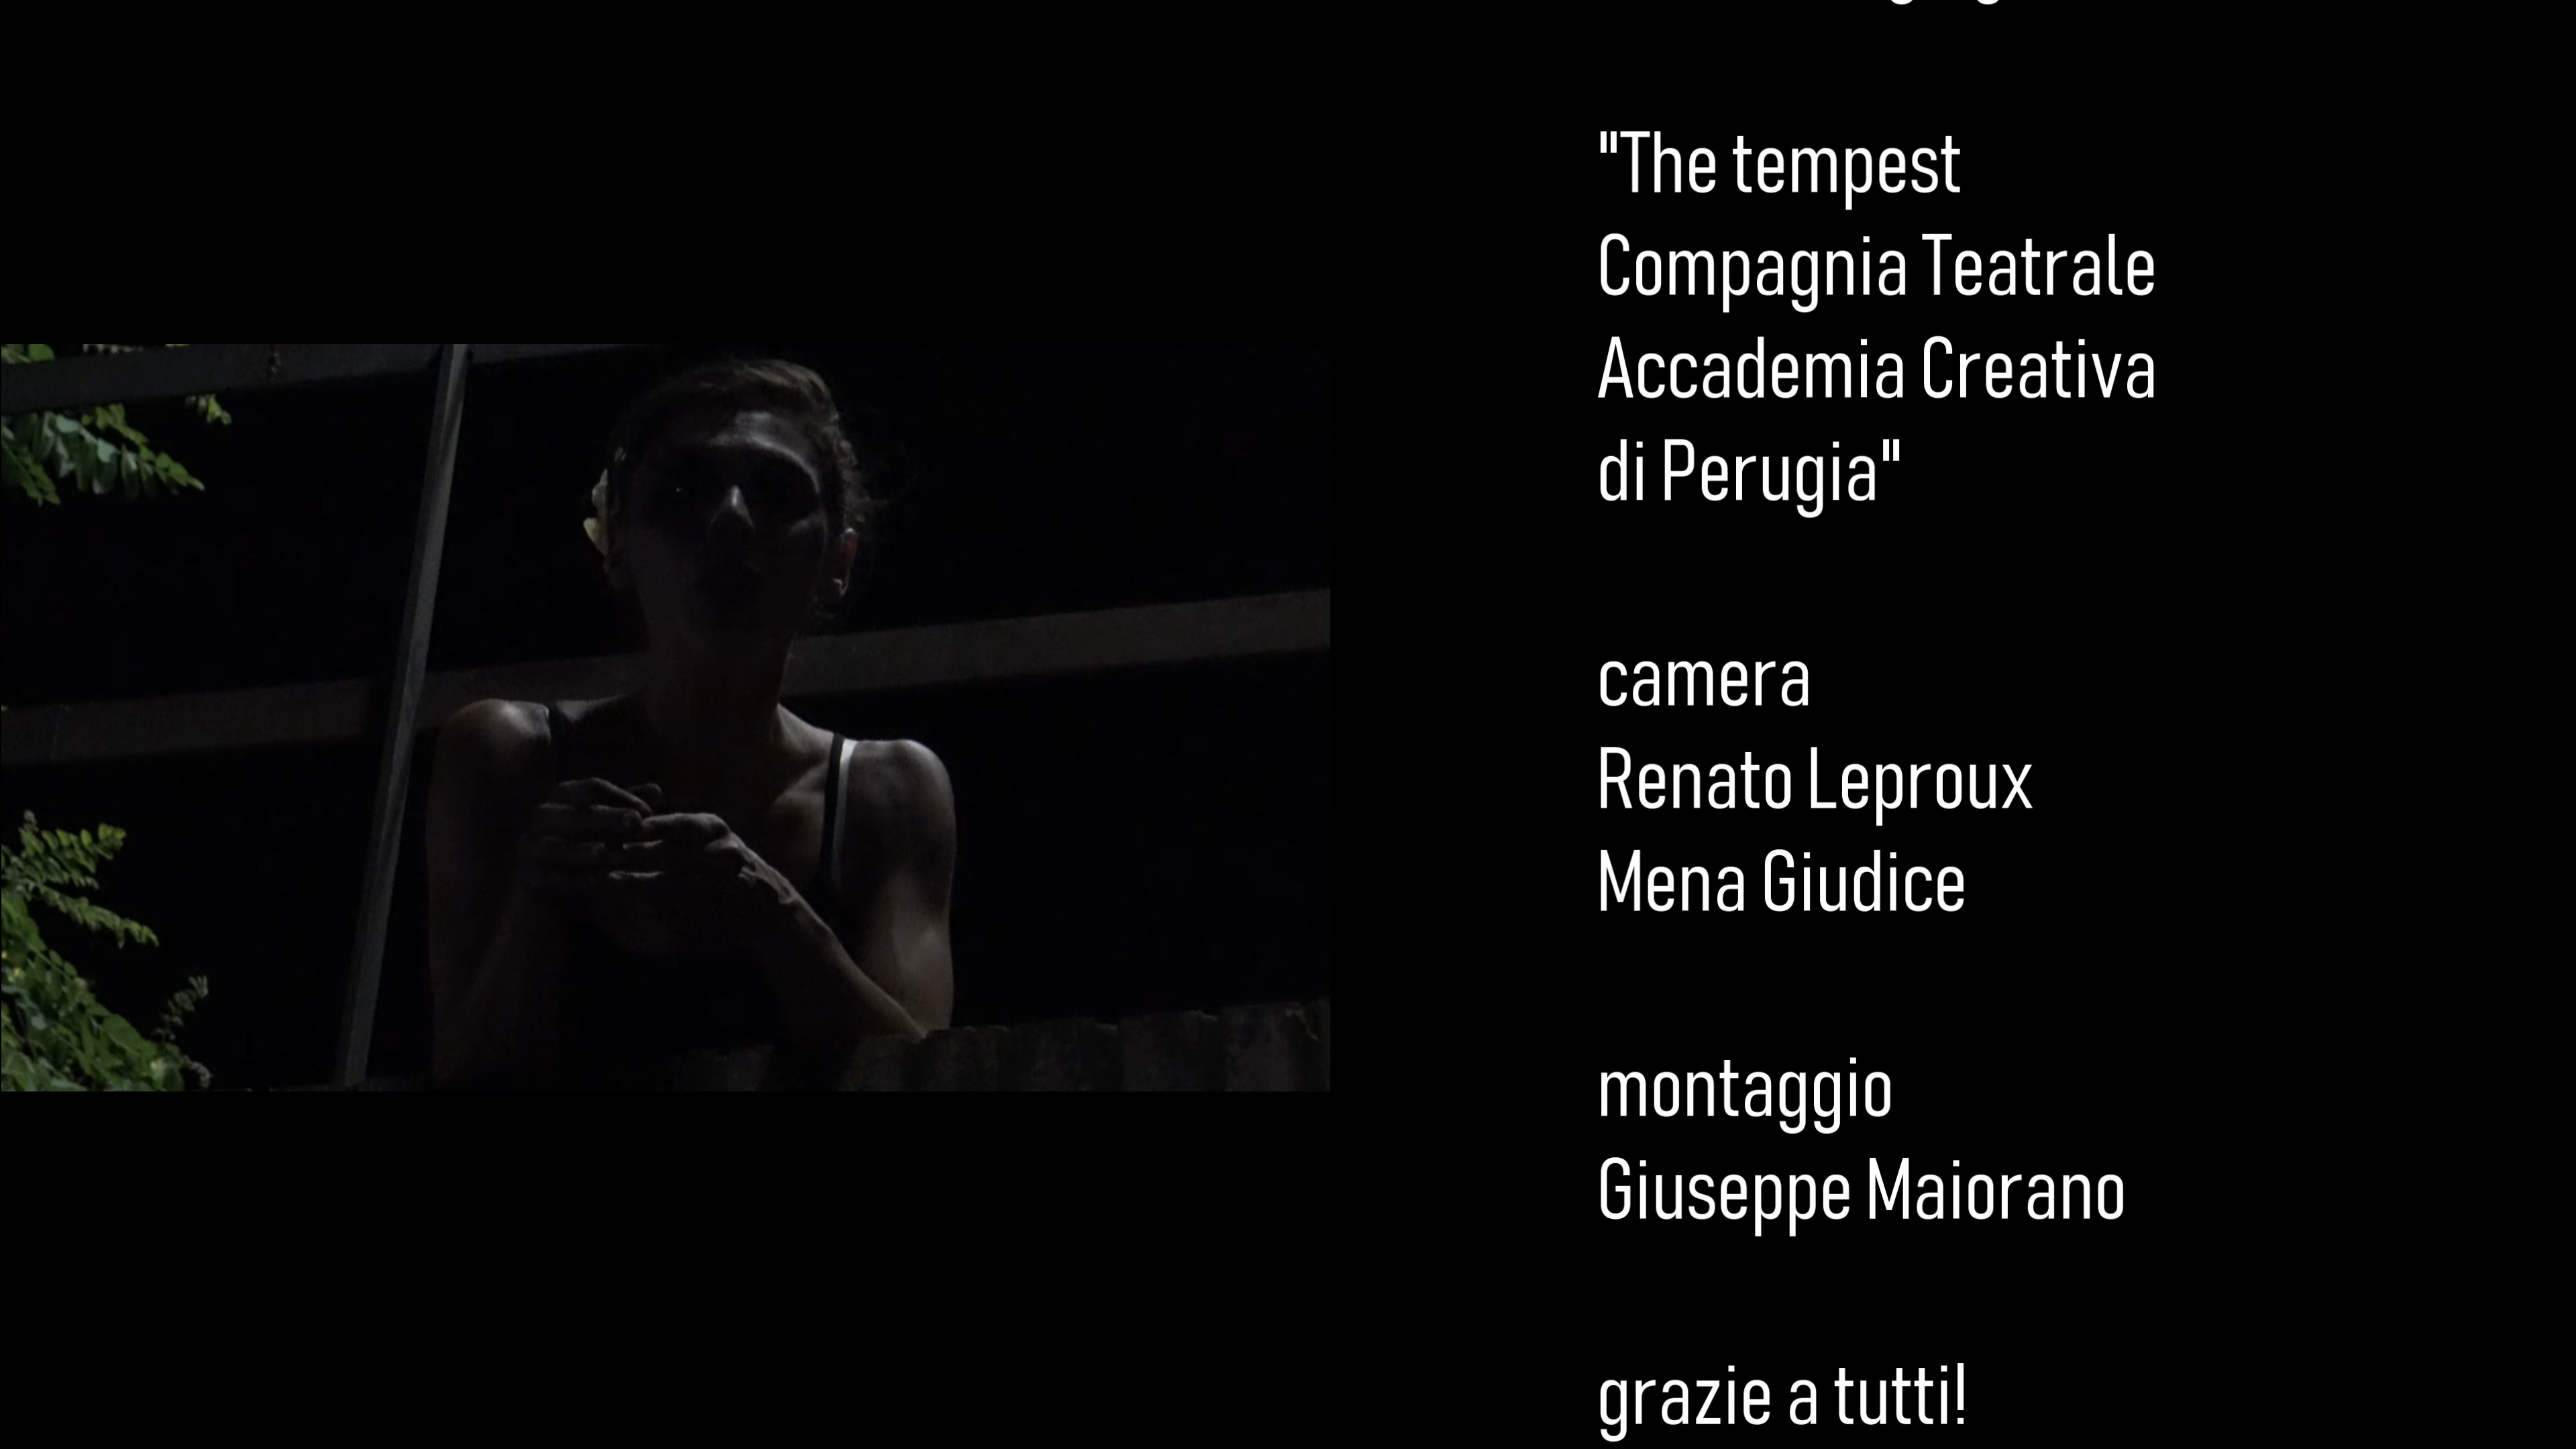 "The tempest
Compagnia Teatrale
Accademia Creativa
di Perugia"
camera
Renato Leproux
Mena Giudice
montaggio
Giuseppe Maiorano
grazie a tutti!